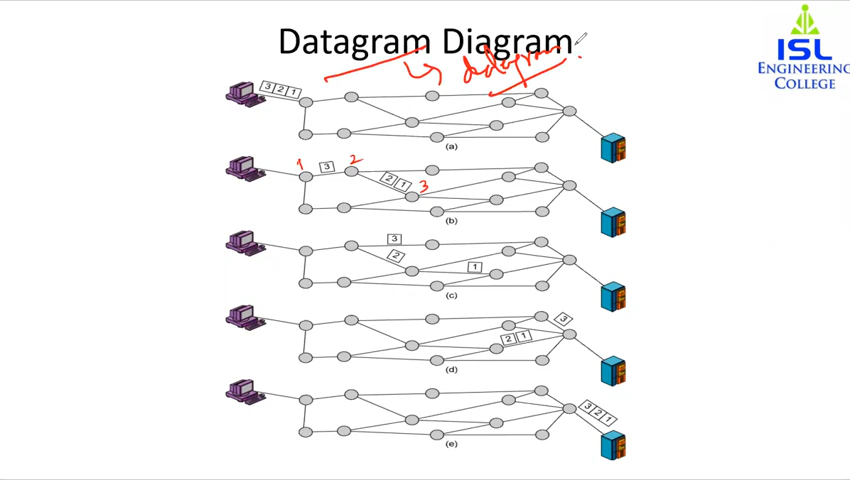 Datagram Diagram
datagram
ISL
ENGINEERING
COLLEGE
3 2 1
(a)
1 3 2
2 1 3
(b)
3
2 1
(c)
3
2 1
(d)
3 2 1
(e)